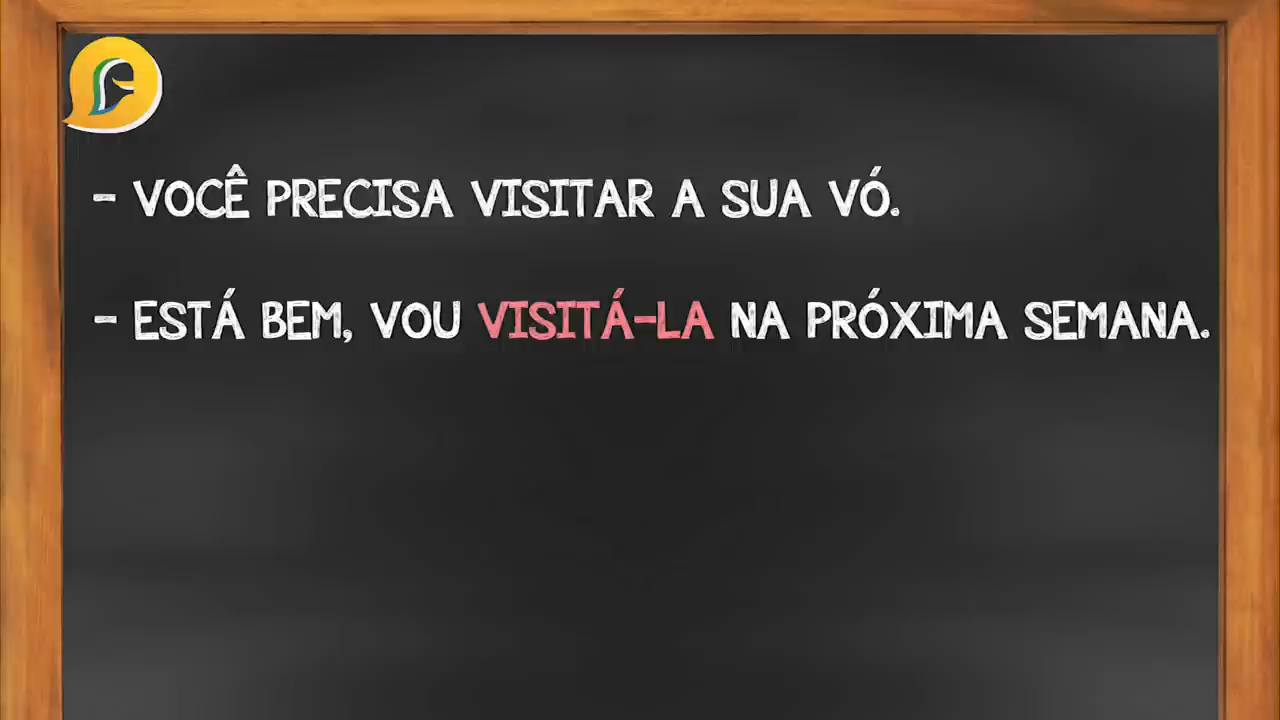 - VOCÊ PRECISA VISITAR A SUA VÓ.
- ESTÁ BEM, VOU VISITÁ-LA NA PRÓXIMA SEMANA.